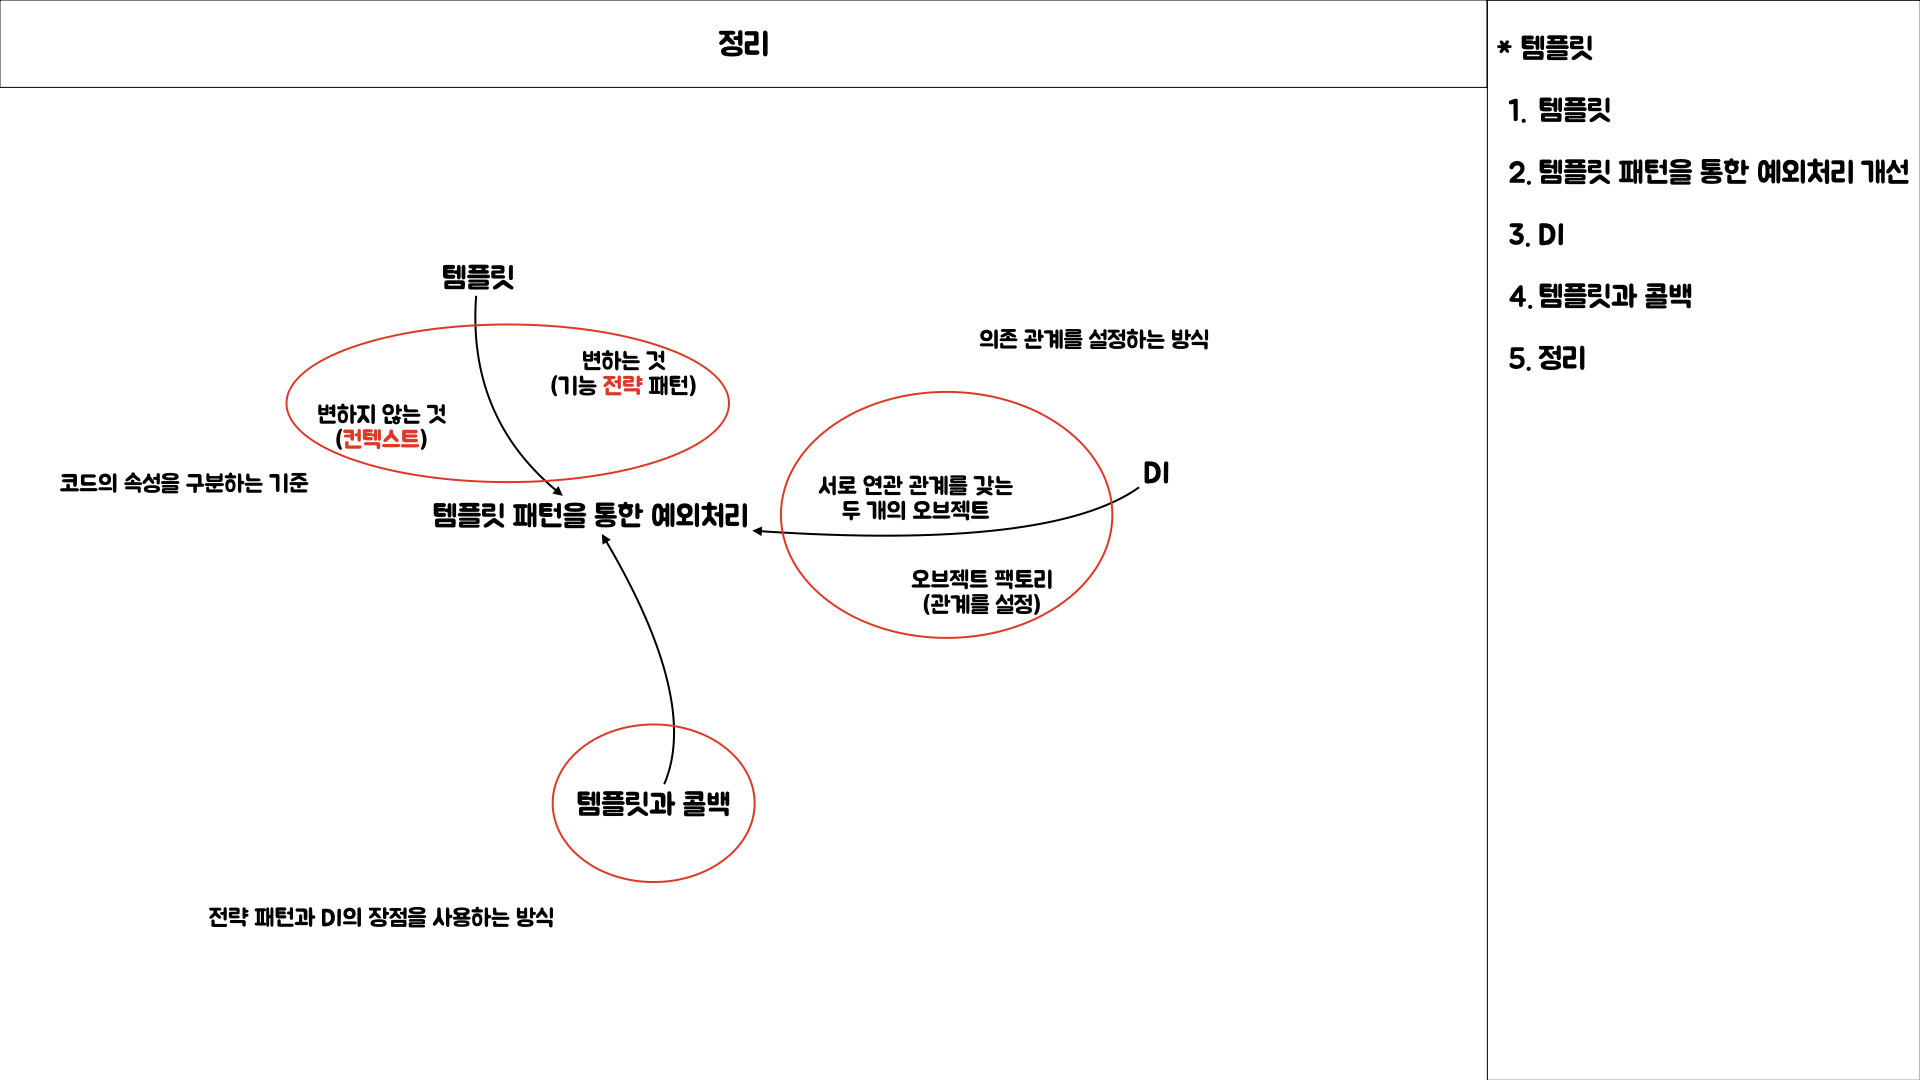 정리
템플릿
변하는 것
(기능 전략 패턴)
변하지 않는 것
(컨텍스트)
코드의 속성을 구분하는 기준
템플릿 패턴을 통한 예외처리
의존 관계를 설정하는 방식
DI
서로 연관 관계를 갖는
두 개의 오브젝트
오브젝트 팩토리
(관계를 설정)
템플릿과 콜백
전략 패턴과 DI의 장점을 사용하는 방식
* 템플릿
1. 템플릿
2. 템플릿 패턴을 통한 예외처리 개선
3. DI
4. 템플릿과 콜백
5. 정리